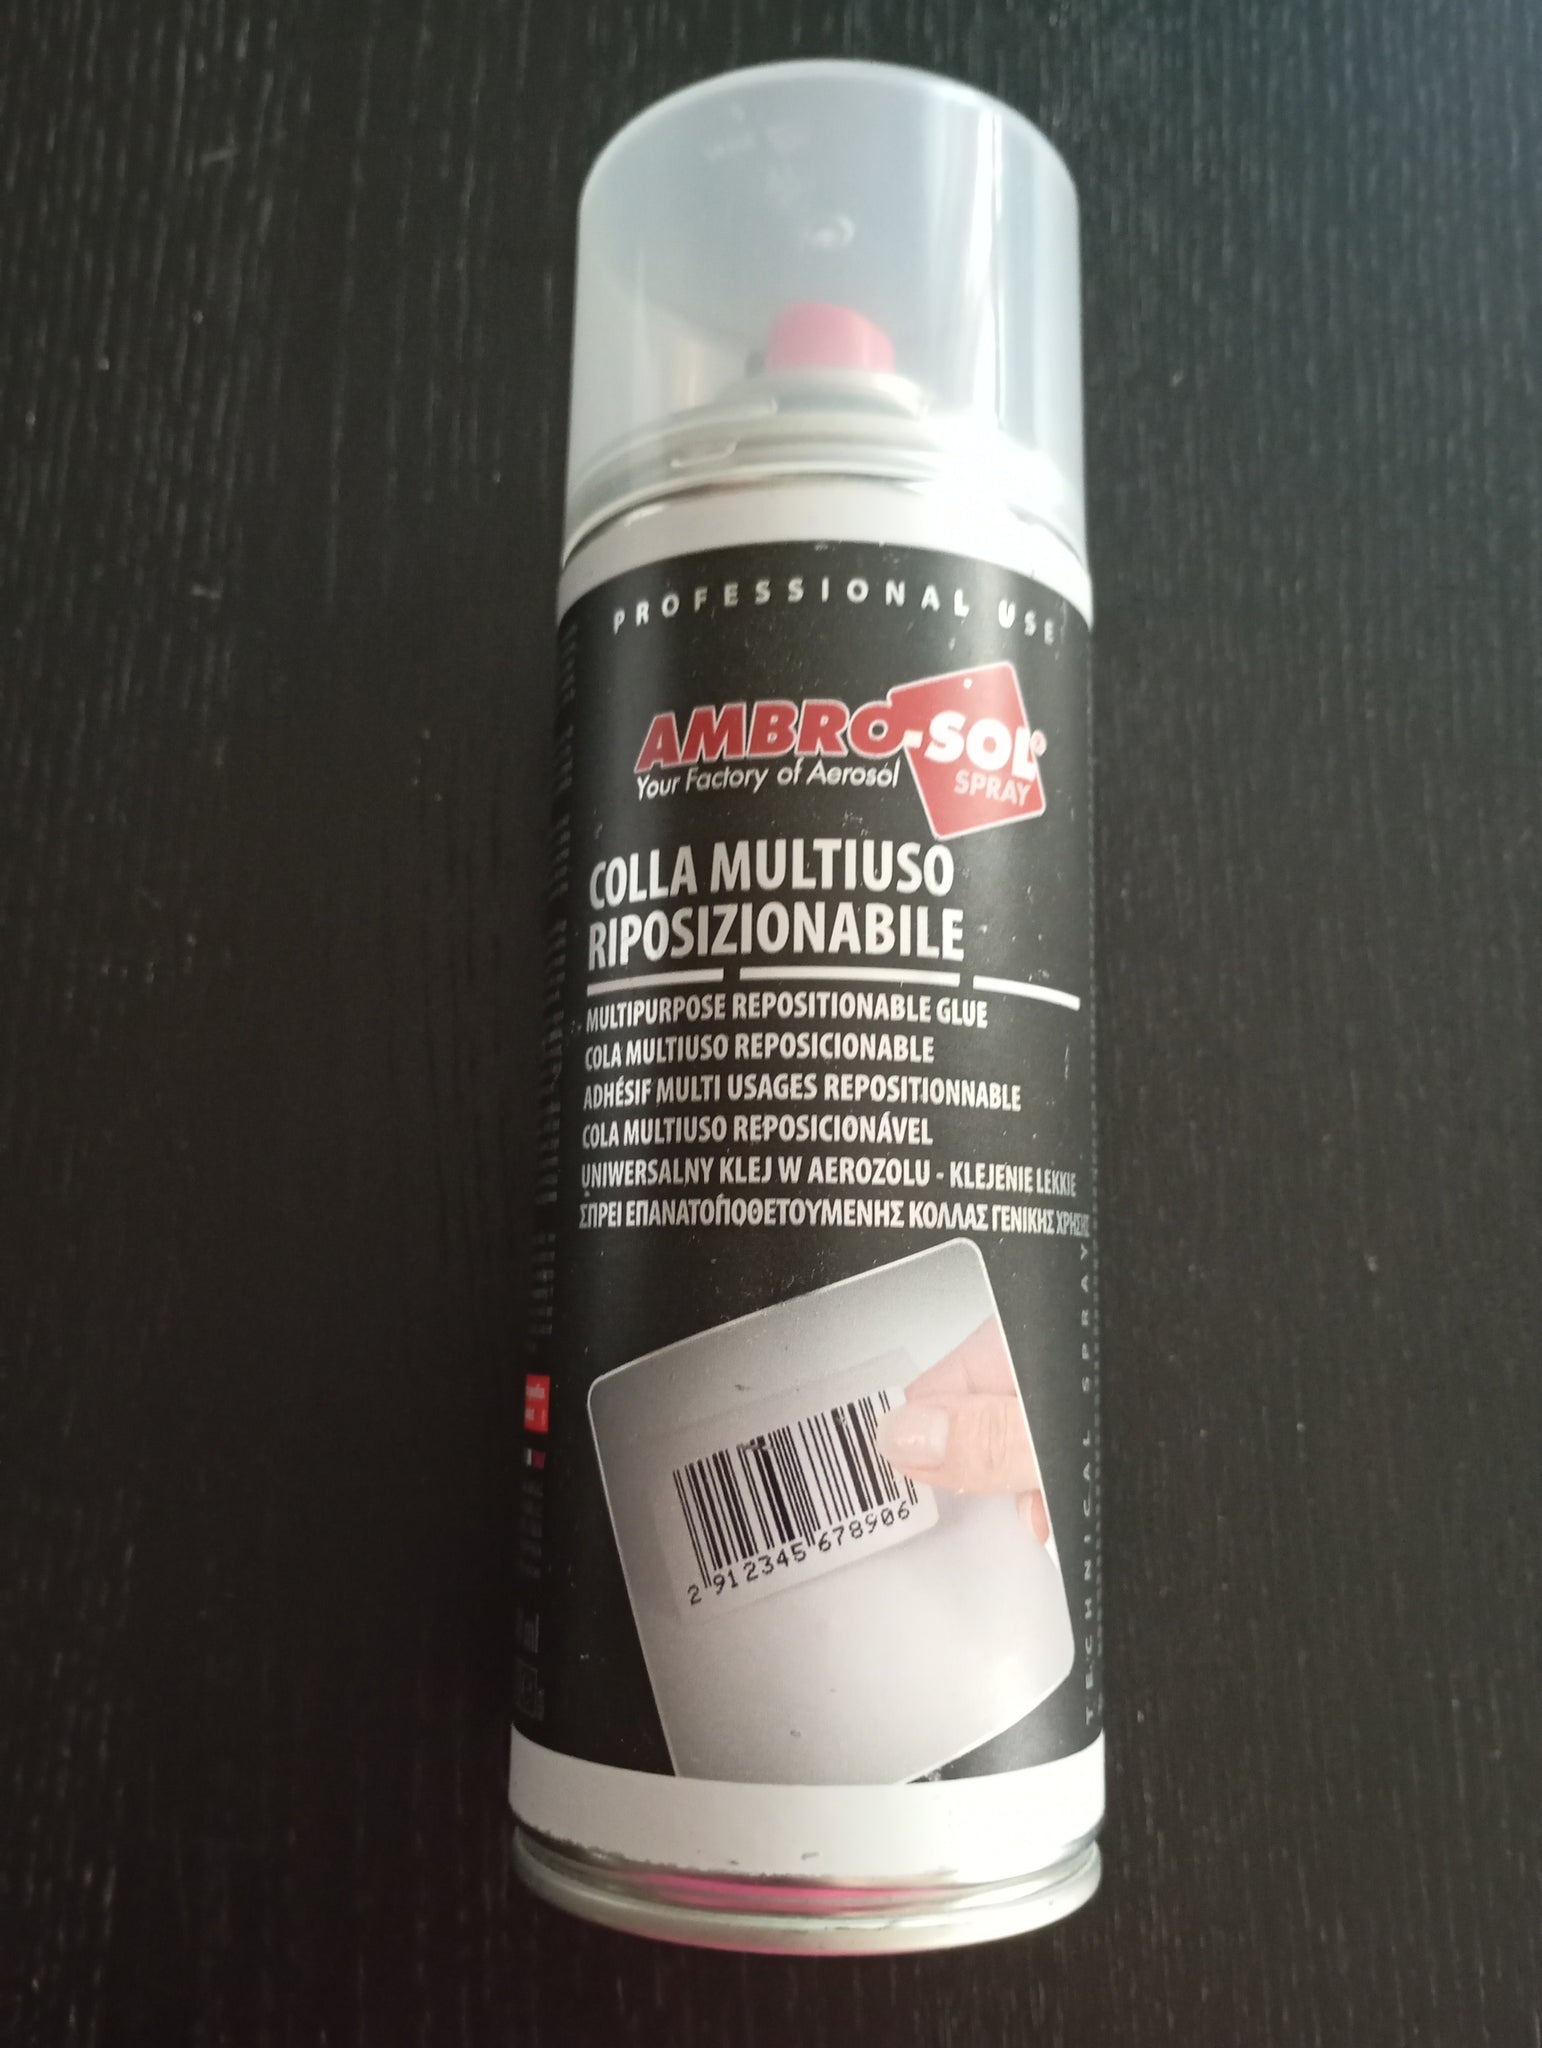 PROFESSIONAL USE
AMBRO-SOL®
Your Factory of Aerosol
SPRAY
COLLA MULTIUSO
RIPOSIZIONABILE
MULTIPURPOSE REPOSITIONABLE GLUE
COLA MULTIUSO REPOSICIONABLE
ADHÉSIF MULTI USAGES REPOSITIONNABLE
COLA MULTIUSO REPOSICIONÁVEL
UNIWERSALNY KLEJ W AEROZOLU - KLEJENIE LEKKIE
ΣΠΡΕΙ ΕΠΑΝΑΤΟΠΟΘΕΤΟΥΜΕΝΗΣ ΚΟΛΛΑΣ ΓΕΝΙΚΗΣ ΧΡΗΣΗΣ
2 912345 678906
TECHNICAL SPRAY